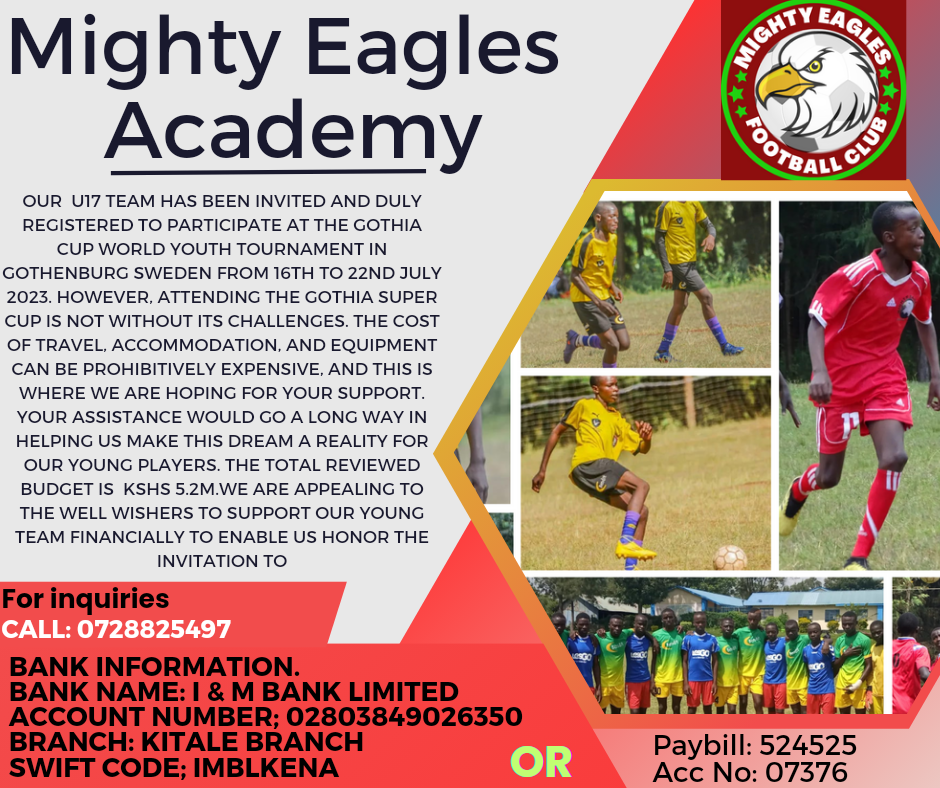 Mighty Eagles
Academy
MIGHTY EAGLES
FOOTBALL CLUB
OUR U17 TEAM HAS BEEN INVITED AND DULY
REGISTERED TO PARTICIPATE AT THE GOTHIA
CUP WORLD YOUTH TOURNAMENT IN
GOTHENBURG SWEDEN FROM 16TH TO 22ND JULY
2023. HOWEVER, ATTENDING THE GOTHIA SUPER
CUP IS NOT WITHOUT ITS CHALLENGES. THE COST
OF TRAVEL, ACCOMMODATION, AND EQUIPMENT
CAN BE PROHIBITIVELY EXPENSIVE, AND THIS IS
WHERE WE ARE HOPING FOR YOUR SUPPORT.
YOUR ASSISTANCE WOULD GO A LONG WAY IN
HELPING US MAKE THIS DREAM A REALITY FOR
OUR YOUNG PLAYERS. THE TOTAL REVIEWED
BUDGET IS KSHS 5.2M.WE ARE APPEALING TO
THE WELL WISHERS TO SUPPORT OUR YOUNG
TEAM FINANCIALLY TO ENABLE US HONOR THE
INVITATION TO
11
For inquiries
CALL: 0728825497
BANK INFORMATION.
BANK NAME: I & M BANK LIMITED
ACCOUNT NUMBER; 02803849026350
BRANCH: KITALE BRANCH
SWIFT CODE; IMBLKENA
OR
Paybill: 524525
Acc No: 07376